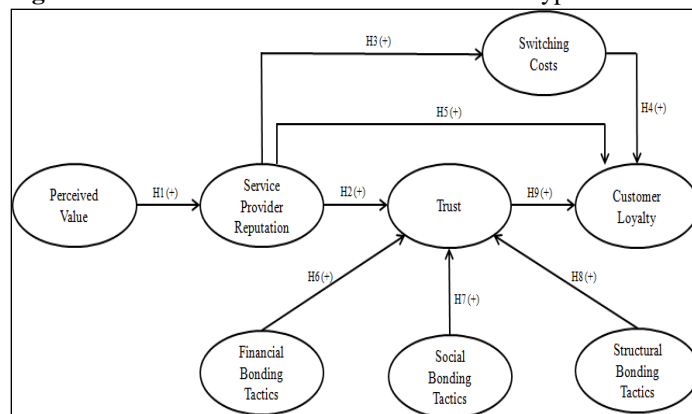 Switching
Costs
H3 (+)
H5 (+)
H4 (+)
Perceived
Value
H1 (+)
Service
Provider
Reputation
H2 (+)
Trust
H9 (+)
Customer
Loyalty
H6 (+)
H7 (+)
H8 (+)
Financial
Bonding
Tactics
Social
Bonding
Tactics
Structural
Bonding
Tactics